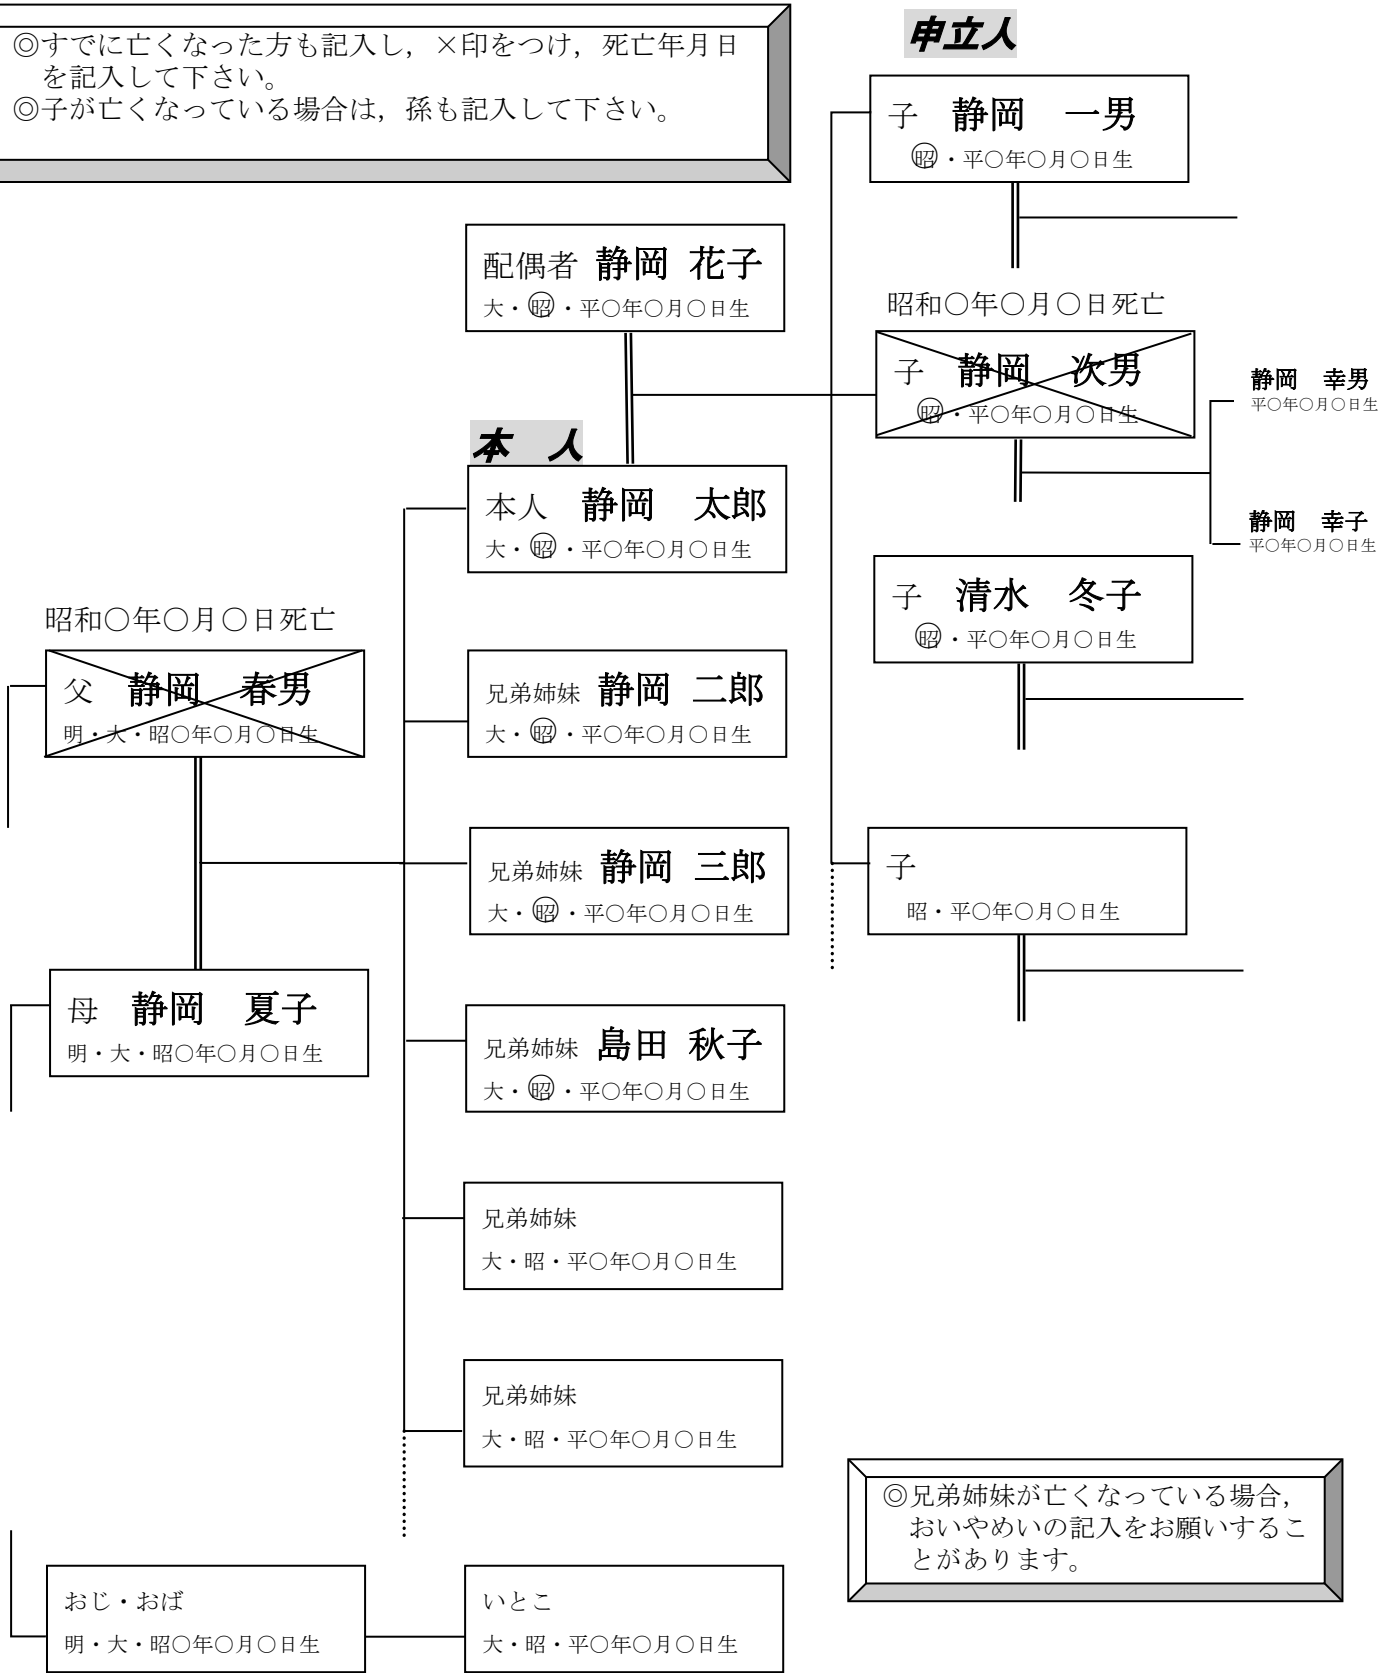 ◎すでに亡くなった方も記入し，×印をつけ，死亡年月日
を記入して下さい。
◎子が亡くなっている場合は，孫も記入して下さい。
申立人
子　静岡　一男
昭・平○年○月○日生
配偶者 静岡 花子
大・昭・平○年○月○日生
昭和○年○月○日死亡
子　静岡　次男
昭・平○年○月○日生
静岡　幸男
平○年○月○日生
静岡　幸子
平○年○月○日生
本　人
本人　静岡　太郎
大・昭・平○年○月○日生
子　清水　冬子
昭・平○年○月○日生
昭和○年○月○日死亡
父　静岡　春男
明・大・昭○年○月○日生
兄弟姉妹 静岡 二郎
大・昭・平○年○月○日生
兄弟姉妹 静岡 三郎
大・昭・平○年○月○日生
子
昭・平○年○月○日生
母　静岡　夏子
明・大・昭○年○月○日生
兄弟姉妹 島田 秋子
大・昭・平○年○月○日生
兄弟姉妹
大・昭・平○年○月○日生
兄弟姉妹
大・昭・平○年○月○日生
◎兄弟姉妹が亡くなっている場合，
おいやめいの記入をお願いするこ
とがあります。
おじ・おば
明・大・昭○年○月○日生
いとこ
大・昭・平○年○月○日生